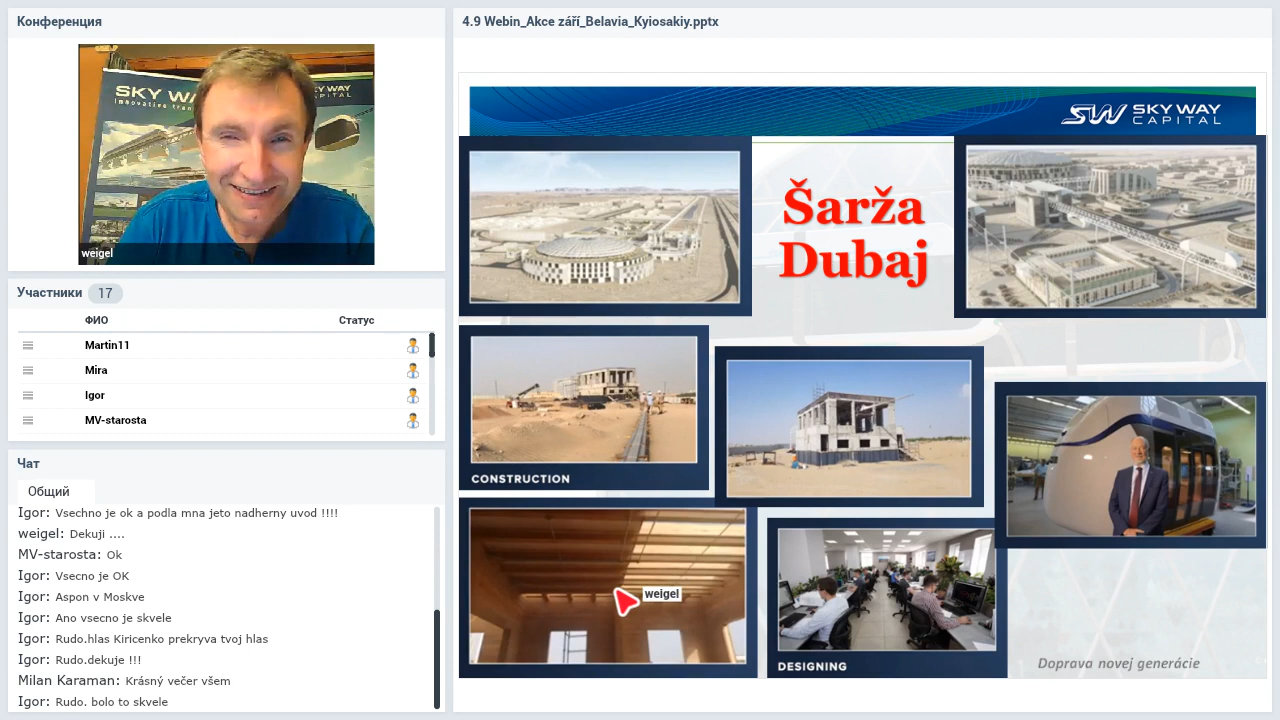 Конференция
SKY WAY
CAPITAL
weigel
Участники 17
ФИО Статус
Martin11
Mira
Igor
MV-starosta
Чат
Общий
Igor: Vsechno je ok a podla mna jeto nadherny uvod !!!!
weigel: Dekuji ....
MV-starosta: Ok
Igor: Vsecno je OK
Igor: Aspon v Moskve
Igor: Ano vsecno je skvele
Igor: Rudo.hlas Kiricenko prekryva tvoj hlas
Igor: Rudo.dekuje !!!
Milan Karaman: Krásný večer všem
Igor: Rudo. bolo to skvele
4.9 Webin_Akce září_Belavia_Kyiosakiy.pptx
SW SKY WAY
CAPITAL
Šarža
Dubaj
CONSTRUCTION
weigel
DESIGNING
Doprava novej generácie